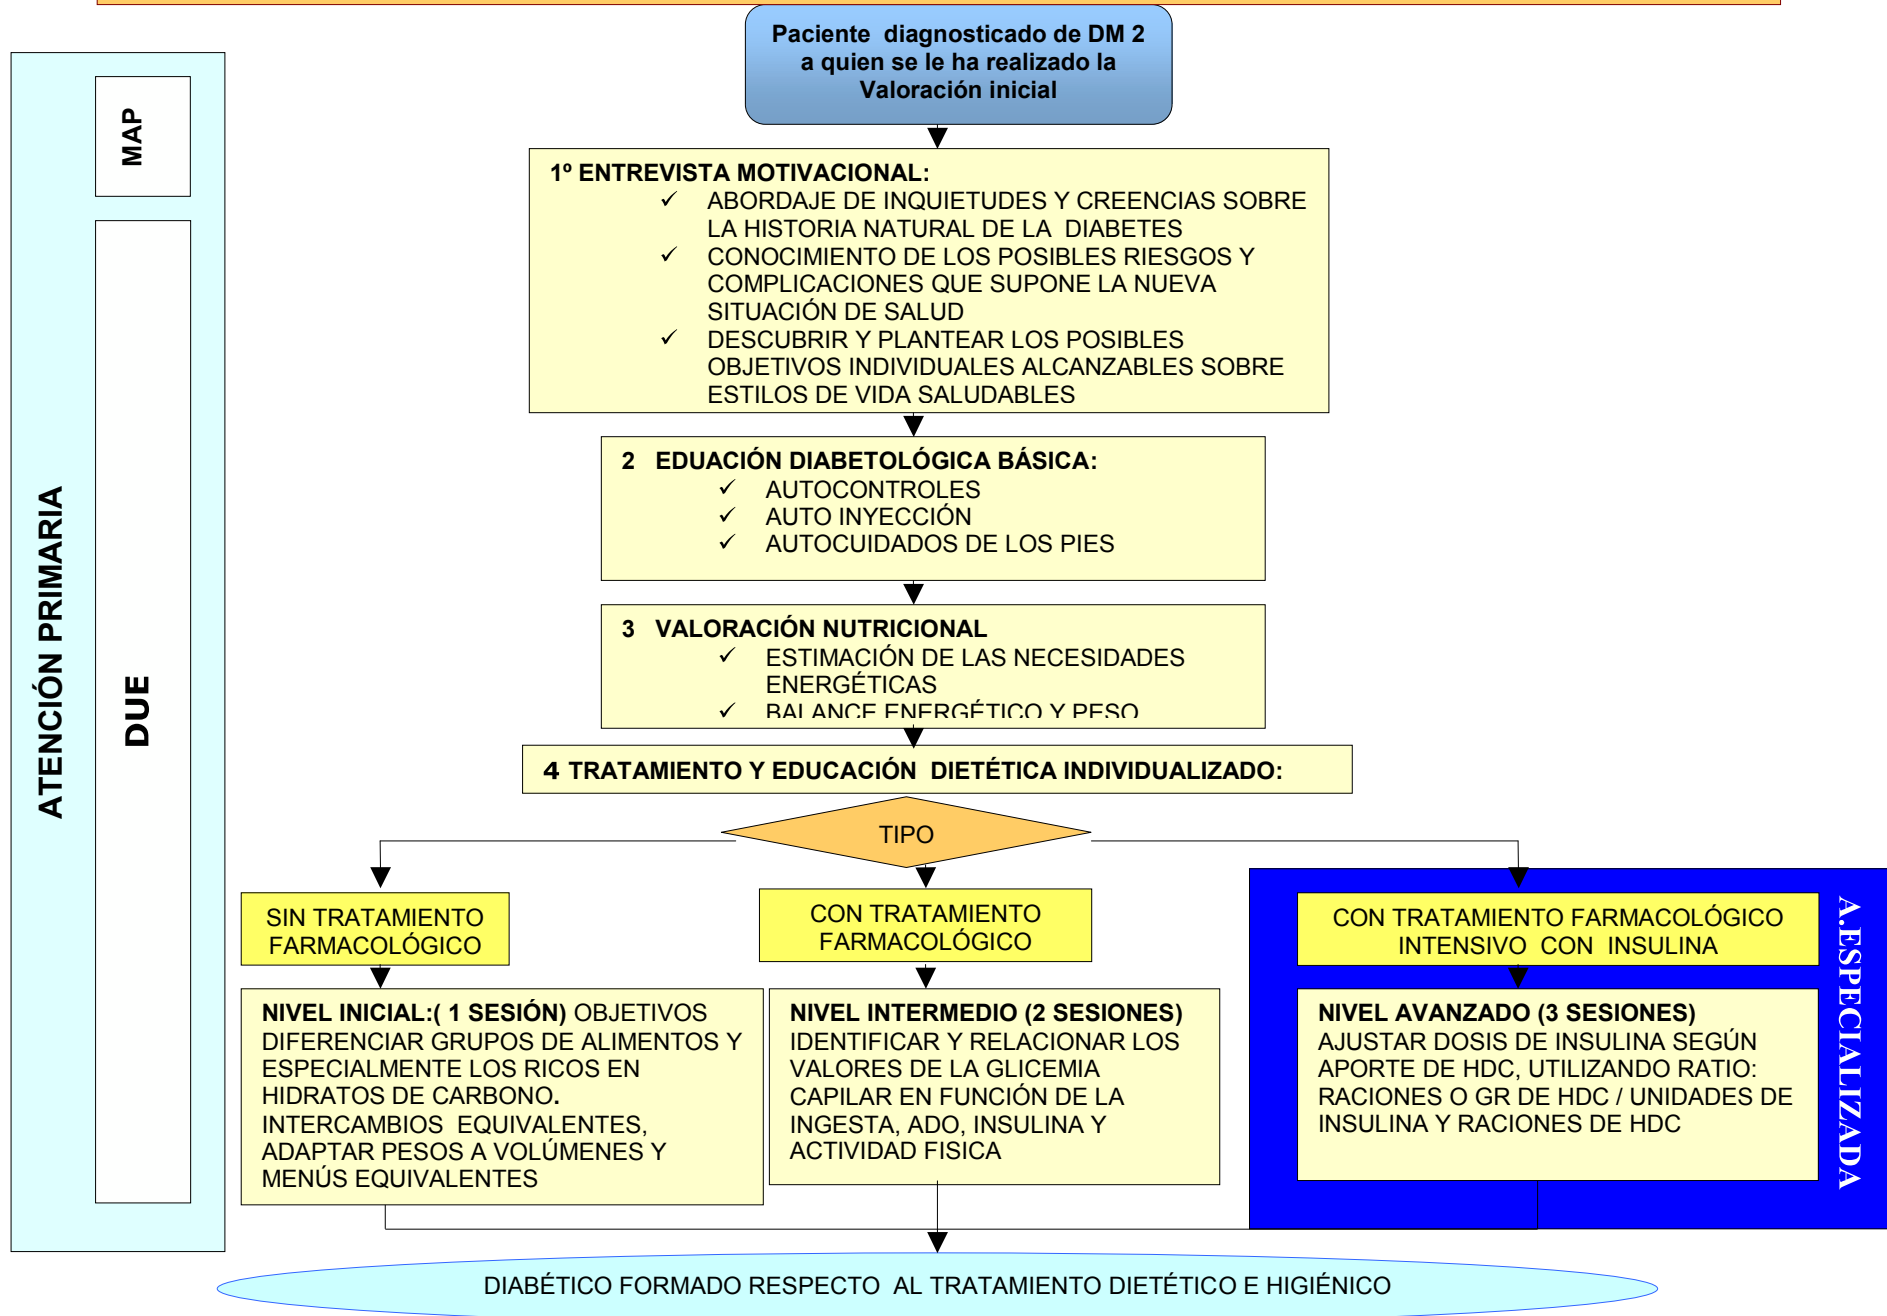 Paciente diagnosticado de DM 2
a quien se le ha realizado la
Valoración inicial
MAP
1º ENTREVISTA MOTIVACIONAL:
✓ ABORDAJE DE INQUIETUDES Y CREENCIAS SOBRE
LA HISTORIA NATURAL DE LA DIABETES
✓ CONOCIMIENTO DE LOS POSIBLES RIESGOS Y
COMPLICACIONES QUE SUPONE LA NUEVA
SITUACIÓN DE SALUD
✓ DESCUBRIR Y PLANTEAR LOS POSIBLES
OBJETIVOS INDIVIDUALES ALCANZABLES SOBRE
ESTILOS DE VIDA SALUDABLES
2 EDUACIÓN DIABETOLÓGICA BÁSICA:
✓ AUTOCONTROLES
✓ AUTO INYECCIÓN
✓ AUTOCUIDADOS DE LOS PIES
ATENCIÓN PRIMARIA
DUE
3 VALORACIÓN NUTRICIONAL
✓ ESTIMACIÓN DE LAS NECESIDADES
ENERGÉTICAS
✓ BALANCE ENERGÉTICO Y PESO
4 TRATAMIENTO Y EDUCACIÓN DIETÉTICA INDIVIDUALIZADO:
TIPO
SIN TRATAMIENTO
FARMACOLÓGICO
CON TRATAMIENTO
FARMACOLÓGICO
CON TRATAMIENTO FARMACOLÓGICO
INTENSIVO CON INSULINA
A.ESPECIALIZADA
NIVEL INICIAL:( 1 SESIÓN) OBJETIVOS
DIFERENCIAR GRUPOS DE ALIMENTOS Y
ESPECIALMENTE LOS RICOS EN
HIDRATOS DE CARBONO.
INTERCAMBIOS EQUIVALENTES,
ADAPTAR PESOS A VOLÚMENES Y
MENÚS EQUIVALENTES
NIVEL INTERMEDIO (2 SESIONES)
IDENTIFICAR Y RELACIONAR LOS
VALORES DE LA GLICEMIA
CAPILAR EN FUNCIÓN DE LA
INGESTA, ADO, INSULINA Y
ACTIVIDAD FISICA
NIVEL AVANZADO (3 SESIONES)
AJUSTAR DOSIS DE INSULINA SEGÚN
APORTE DE HDC, UTILIZANDO RATIO:
RACIONES O GR DE HDC / UNIDADES DE
INSULINA Y RACIONES DE HDC
DIABÉTICO FORMADO RESPECTO AL TRATAMIENTO DIETÉTICO E HIGIÉNICO